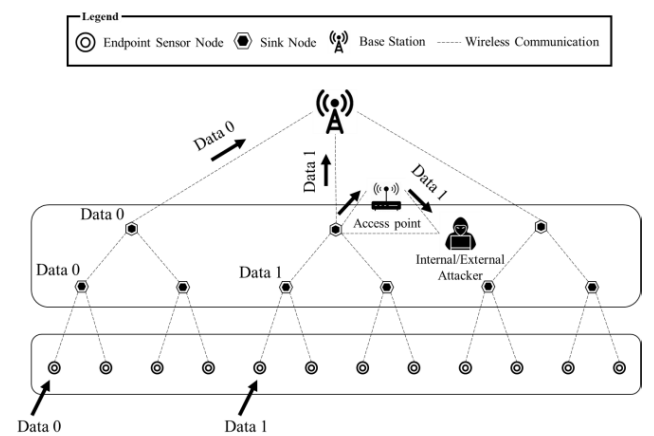 Legend
Endpoint Sensor Node
Sink Node
Base Station
Wireless Communication
Data 0
Data 1
Data 1
Data 0
Access point
Internal/External
Attacker
Data 0
Data 1
Data 0
Data 1